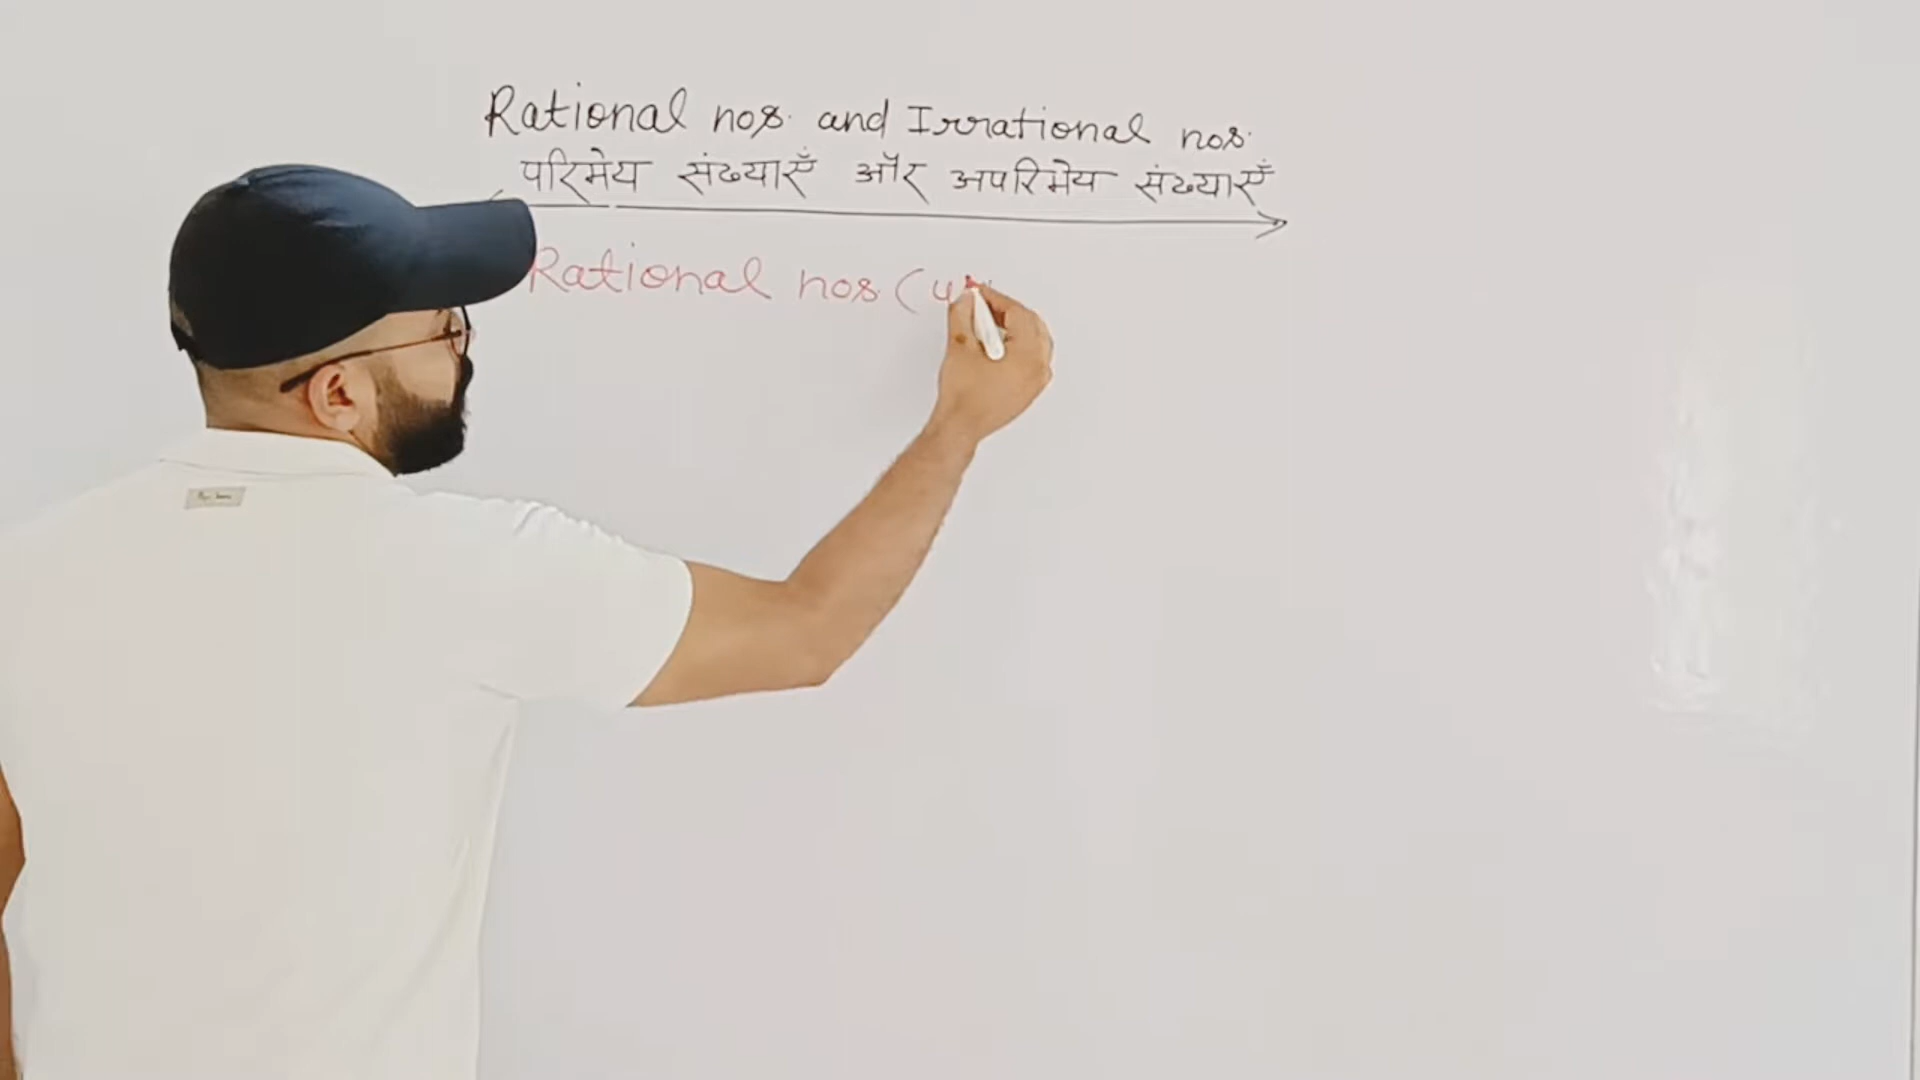 Rational nos. and Irrational nos.
परिमेय संख्याएँ और अपरिमेय संख्याएँ
Rational nos. (